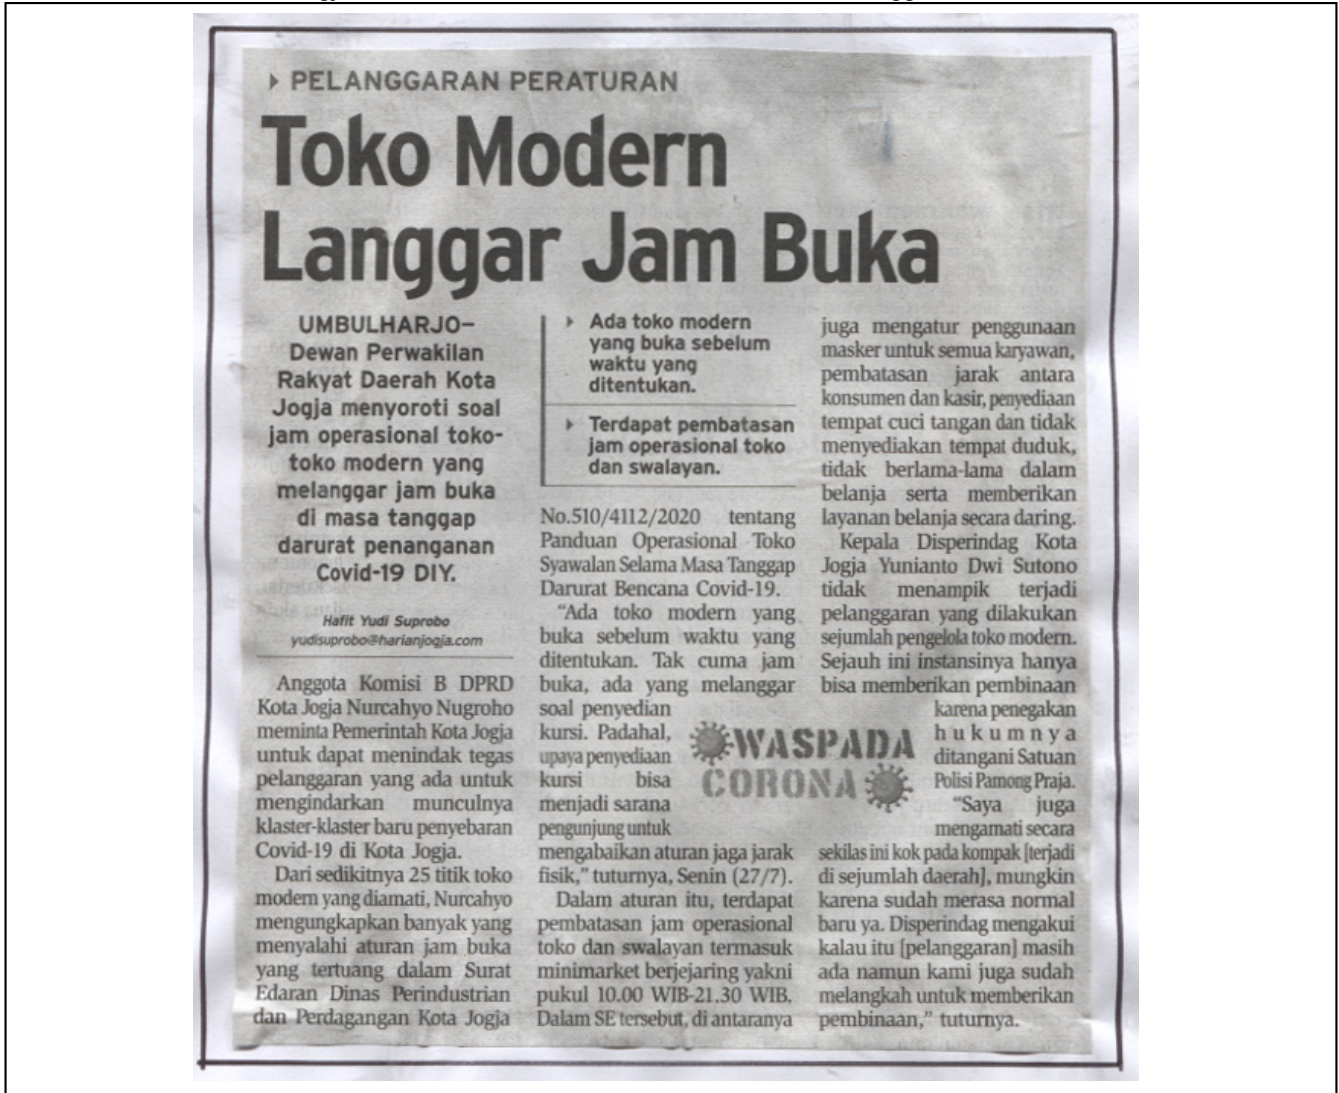 PELANGGARAN PERATURAN
Toko Modern
Langgar Jam Buka
UMBULHARJO—
Dewan Perwakilan
Rakyat Daerah Kota
Jogja menyoroti soal
jam operasional toko-
toko modern yang
melanggar jam buka
di masa tanggap
darurat penanganan
Covid-19 DIY.
Hafit Yudi Suprobo
yudisuprobo@harianjogja.com
Anggota Komisi B DPRD
Kota Jogja Nurcahyo Nugroho
meminta Pemerintah Kota Jogja
untuk dapat menindak tegas
pelanggaran yang ada untuk
mengindarkan munculnya
klaster-klaster baru penyebaran
Covid-19 di Kota Jogja.
Dari sedikitnya 25 titik toko
modern yang diamati, Nurcahyo
mengungkapkan banyak yang
menyalahi aturan jam buka
yang tertuang dalam Surat
Edaran Dinas Perindustrian
dan Perdagangan Kota Jogja
Ada toko modern
yang buka sebelum
waktu yang
ditentukan.
Terdapat pembatasan
jam operasional toko
dan swalayan.
No.510/4112/2020 tentang
Panduan Operasional Toko
Syawalan Selama Masa Tanggap
Darurat Bencana Covid-19.
“Ada toko modern yang
buka sebelum waktu yang
ditentukan. Tak cuma jam
buka, ada yang melanggar
soal penyedian
kursi. Padahal,
upaya penyediaan
kursi bisa
menjadi sarana
pengunjung untuk
mengabaikan aturan jaga jarak
fisik,” tuturnya, Senin (27/7).
Dalam aturan itu, terdapat
pembatasan jam operasional
toko dan swalayan termasuk
minimarket berjejaring yakni
pukul 10.00 WIB-21.30 WIB.
Dalam SE tersebut, di antaranya
WASPADA
CORONA
juga mengatur penggunaan
masker untuk semua karyawan,
pembatasan jarak antara
konsumen dan kasir, penyediaan
tempat cuci tangan dan tidak
menyediakan tempat duduk,
tidak berlama-lama dalam
belanja serta memberikan
layanan belanja secara daring.
Kepala Disperindag Kota
Jogja Yunianto Dwi Sutono
tidak menampik terjadi
pelanggaran yang dilakukan
sejumlah pengelola toko modern.
Sejauh ini instansinya hanya
bisa memberikan pembinaan
karena penegakan
hukumnya
ditangani Satuan
Polisi Pamong Praja.
“Saya juga
mengamati secara
sekilas ini kok pada kompak [terjadi
di sejumlah daerah], mungkin
karena sudah merasa normal
baru ya. Disperindag mengakui
kalau itu [pelanggaran] masih
ada namun kami juga sudah
melangkah untuk memberikan
pembinaan,” tuturnya.